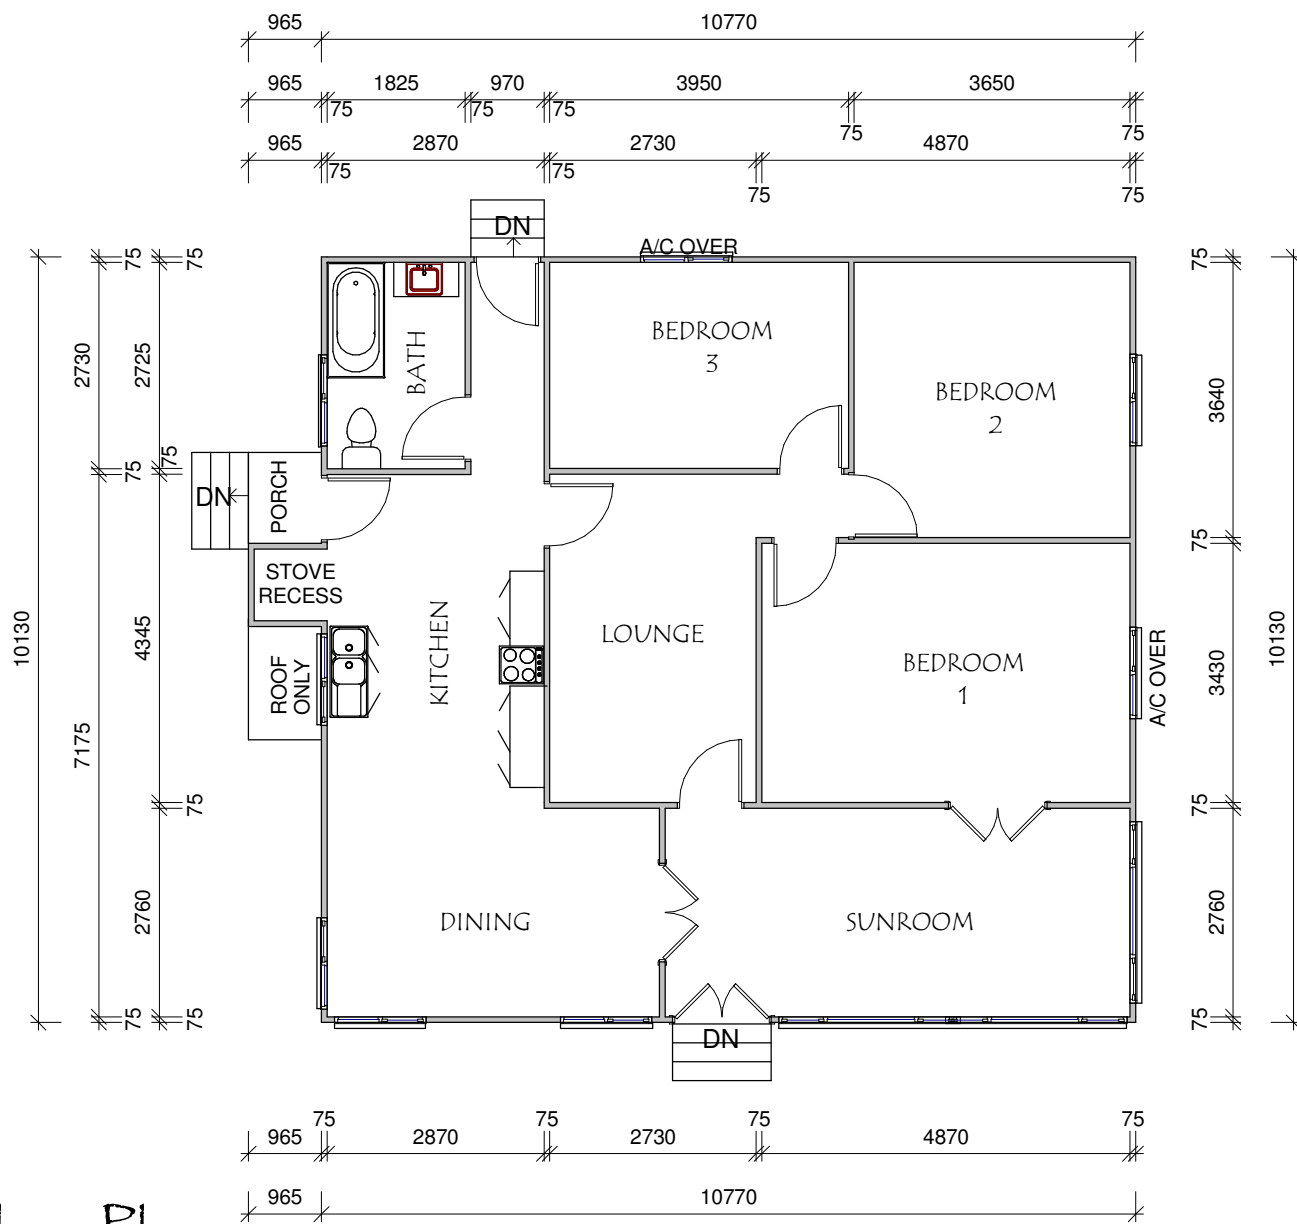 965 10770
965 1825 970 3950 3650
75 75 75 75 75
965 2870 2730 4870
75 75 75 75
DN
A/C OVER
75 75 75 75
BEDROOM
3
BATH
BEDROOM
2
2730 2725 3640
75 75 75
PORCH
DN
75
STOVE
RECESS
10130 4345 KITCHEN LOUNGE 10130
BEDROOM
1
ROOF
ONLY
3430
A/C OVER
7175
75 75
2760 DINING SUNROOM 2760
75 75 75
DN
75 75 75 75
965 2870 2730 4870
965 10770